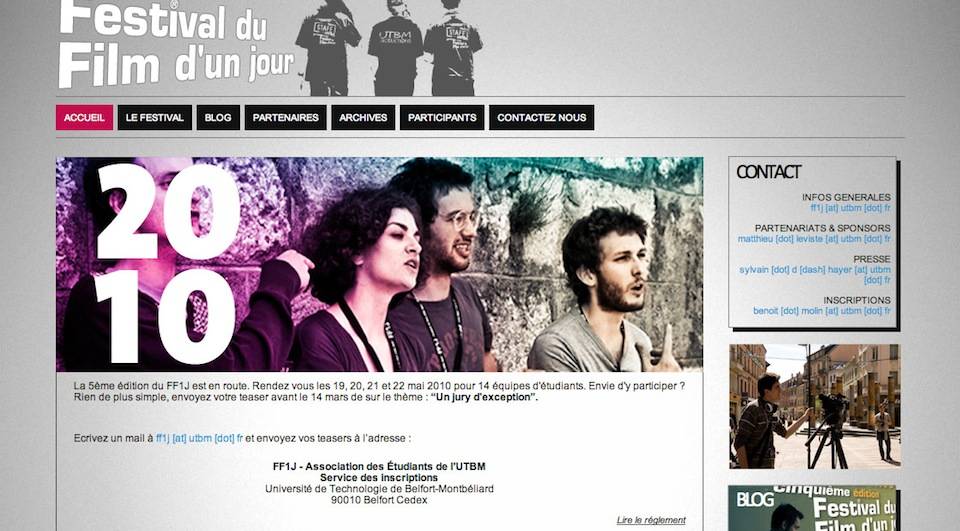 Festival du
Film d'un jour
STAFF
UTBM
PRODUCTIONS
STAFF
ACCUEIL
LE FESTIVAL
BLOG
PARTENAIRES
ARCHIVES
PARTICIPANTS
CONTACTEZ NOUS
20
10
La 5ème édition du FF1J est en route. Rendez vous les 19, 20, 21 et 22 mai 2010 pour 14 équipes d'étudiants. Envie d'y participer ?
Rien de plus simple, envoyez votre teaser avant le 14 mars de sur le thème : “Un jury d'exception”.
Ecrivez un mail à ff1j [at] utbm [dot] fr et envoyez vos teasers à l'adresse :
FF1J - Association des Étudiants de l'UTBM
Service des inscriptions
Université de Technologie de Belfort-Montbéliard
90010 Belfort Cedex
Lire le réglement
CONTACT
INFOS GENERALES
ff1j [at] utbm [dot] fr
PARTENARIATS & SPONSORS
matthieu [dot] leviste [at] utbm [dot] fr
PRESSE
sylvain [dot] d [dash] hayer [at] utbm
[dot] fr
INSCRIPTIONS
benoit [dot] molin [at] utbm [dot] fr
BLOG
cinquième édition
Festival du
Film d'un